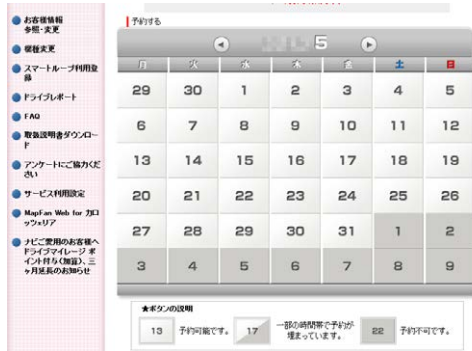 お客様情報
参照・変更
機種変更
スマートループ利用登
録
ドライブレポート
FAQ
取扱説明書ダウンロー
ド
アンケートにご協力くだ
さい
サービス利用設定
MapFan Web for カロ
ッツェリア
ナビご愛用のお客様へ
ドライブマイレージ ポ
イント付与(加算)、三
ヶ月延長のお知らせ
予約する
5
月 火 水 木 金 土 日
29 30 1 2 3 4 5
6 7 8 9 10 11 12
13 14 15 16 17 18 19
20 21 22 23 24 25 26
27 28 29 30 31 1 2
3 4 5 6 7 8 9
★ボタンの説明
13 予約可能です。 17 一部の時間帯で予約が
埋まっています。 22 予約不可です。